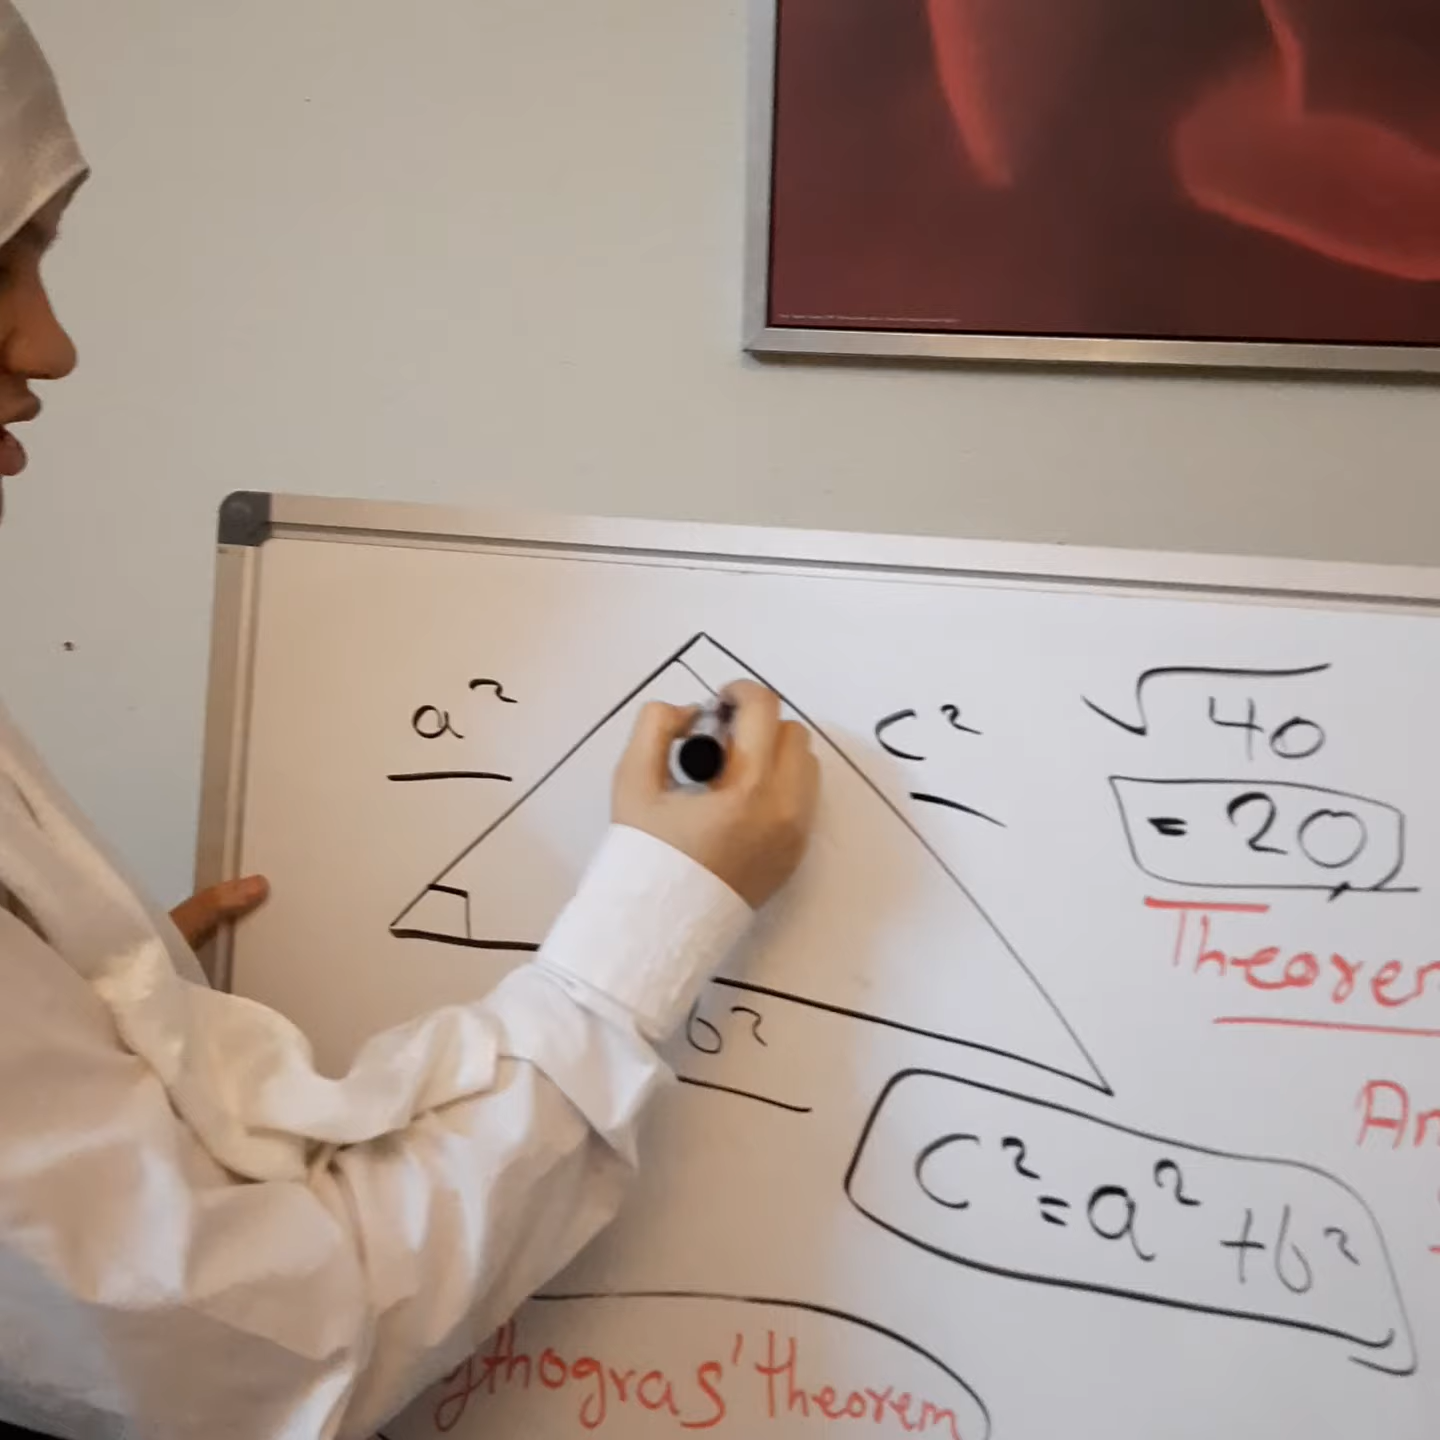 a²
c²
√40
= 20
Theorem
b²
An
c² = a² + b²
ythogras' theorem